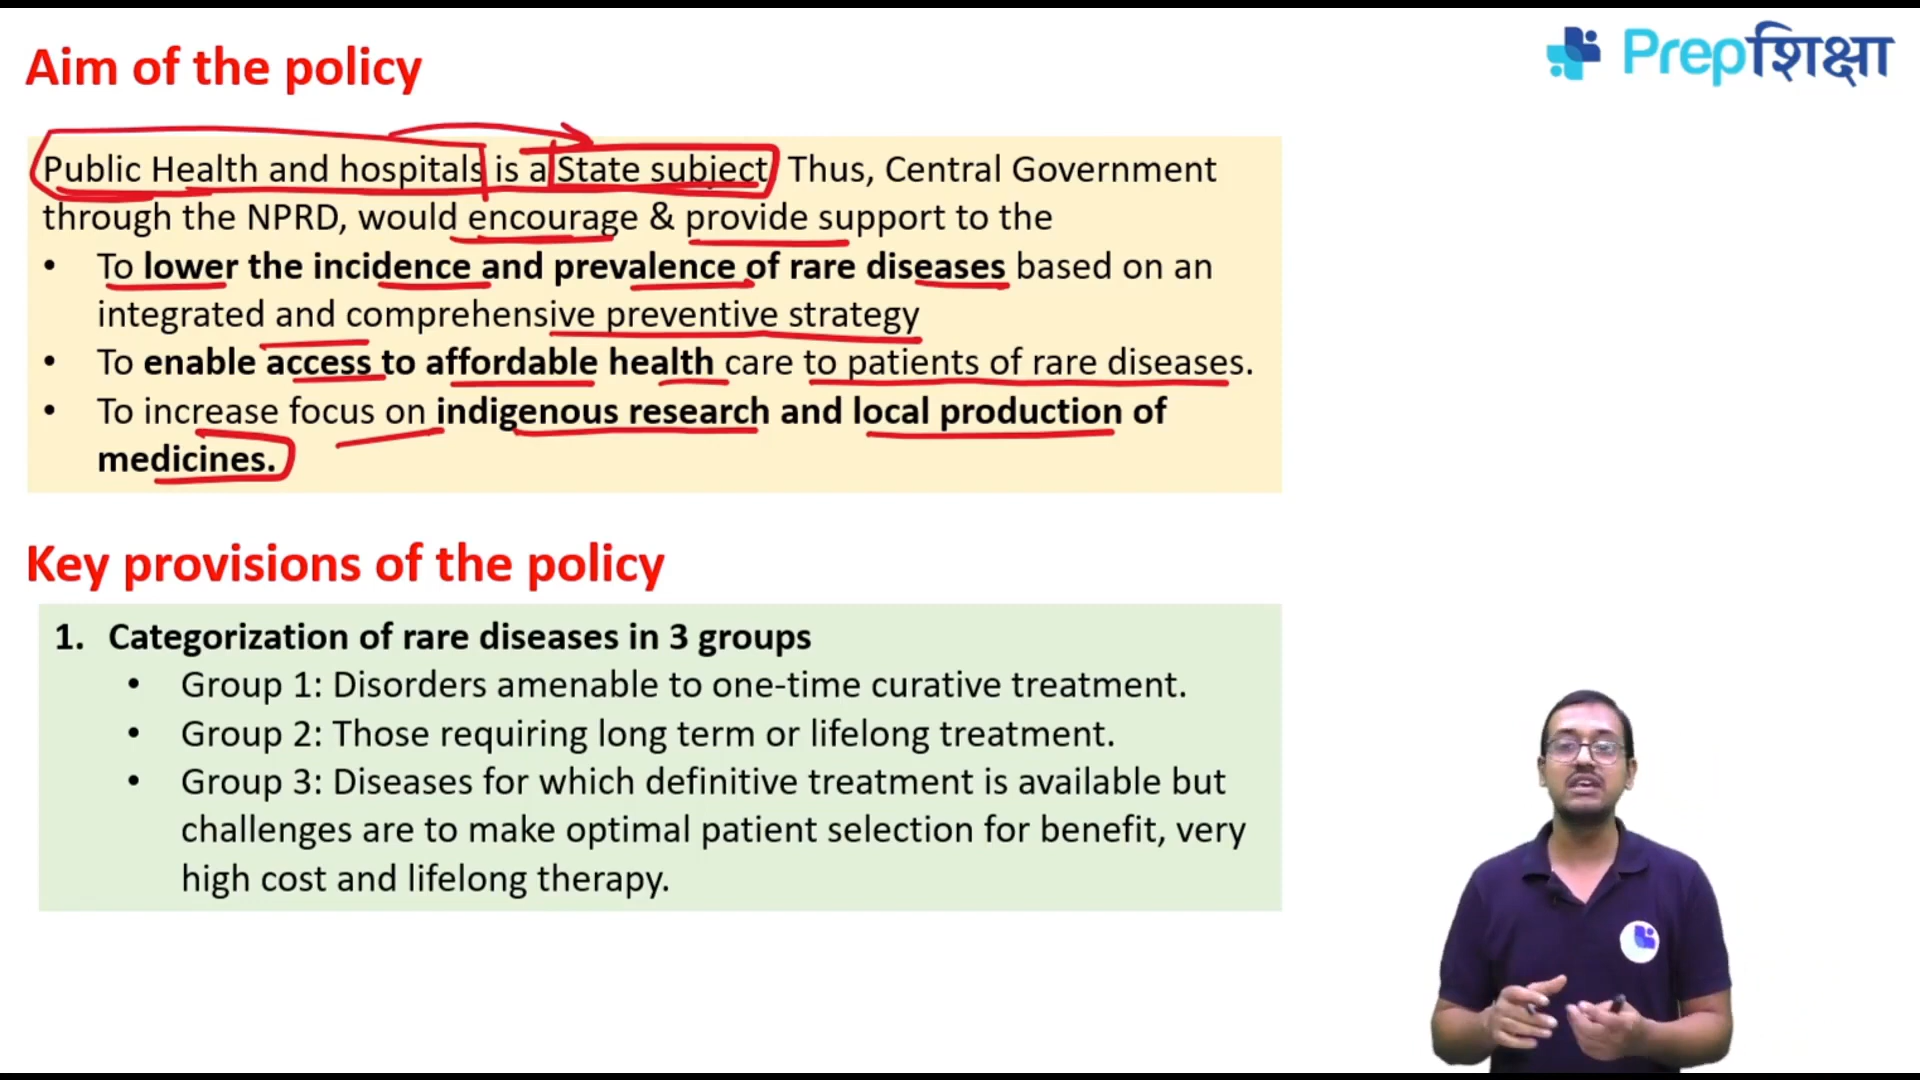 Prepशिक्षा
Aim of the policy
Public Health and hospitals is a State subject Thus, Central Government
through the NPRD, would encourage & provide support to the
• To lower the incidence and prevalence of rare diseases based on an
integrated and comprehensive preventive strategy
• To enable access to affordable health care to patients of rare diseases.
• To increase focus on indigenous research and local production of
medicines.
Key provisions of the policy
1. Categorization of rare diseases in 3 groups
• Group 1: Disorders amenable to one-time curative treatment.
• Group 2: Those requiring long term or lifelong treatment.
• Group 3: Diseases for which definitive treatment is available but
challenges are to make optimal patient selection for benefit, very
high cost and lifelong therapy.